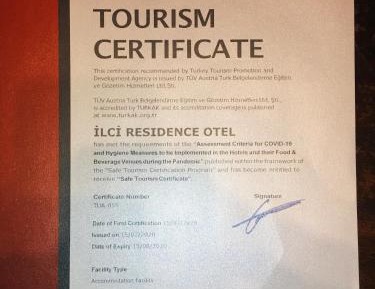 TOURISM
CERTIFICATE
This certification recommended by Turkey Tourism Promotion and
Development Agency is issued by TÜV Austria Turk Belgelendirme Eğitim
ve Gözetim Hizmetleri Ltd. Şti.
TÜV Austria Turk Belgelendirme Eğitim ve Gözetim Hizmetleri Ltd. Şti.
is accredited by TÜRKAK and its accreditation coverage is published
at www.turkak.org.tr
İLCİ RESIDENCE OTEL
has met the requirements of the "Assessment Criteria for COVID-19
and Hygiene Measures to be Implemented in the Hotels and their Food &
Beverage Venues during the Pandemic" published within the framework of
the "Safe Tourism Certification Program" and has become entitled to
receive "Safe Tourism Certificate".
Certificate Number
Signature
Date of First Certification
Issued on
Date of Expiry
Facility Type
Accommodation Facility